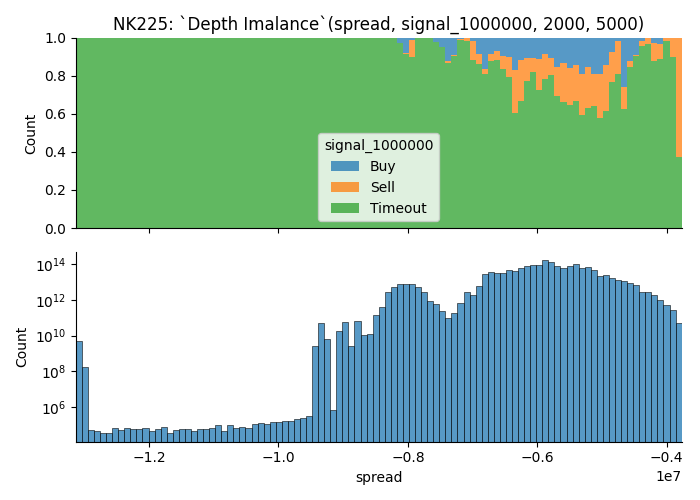 NK225: `Depth Imalance`(spread, signal_1000000, 2000, 5000)
1.0
0.8
0.6
0.4
0.2
0.0
Count
signal_1000000
Buy
Sell
Timeout
10^14
10^12
10^10
10^8
10^6
Count
−1.2
−1.0
−0.8
−0.6
−0.4
1e7
spread